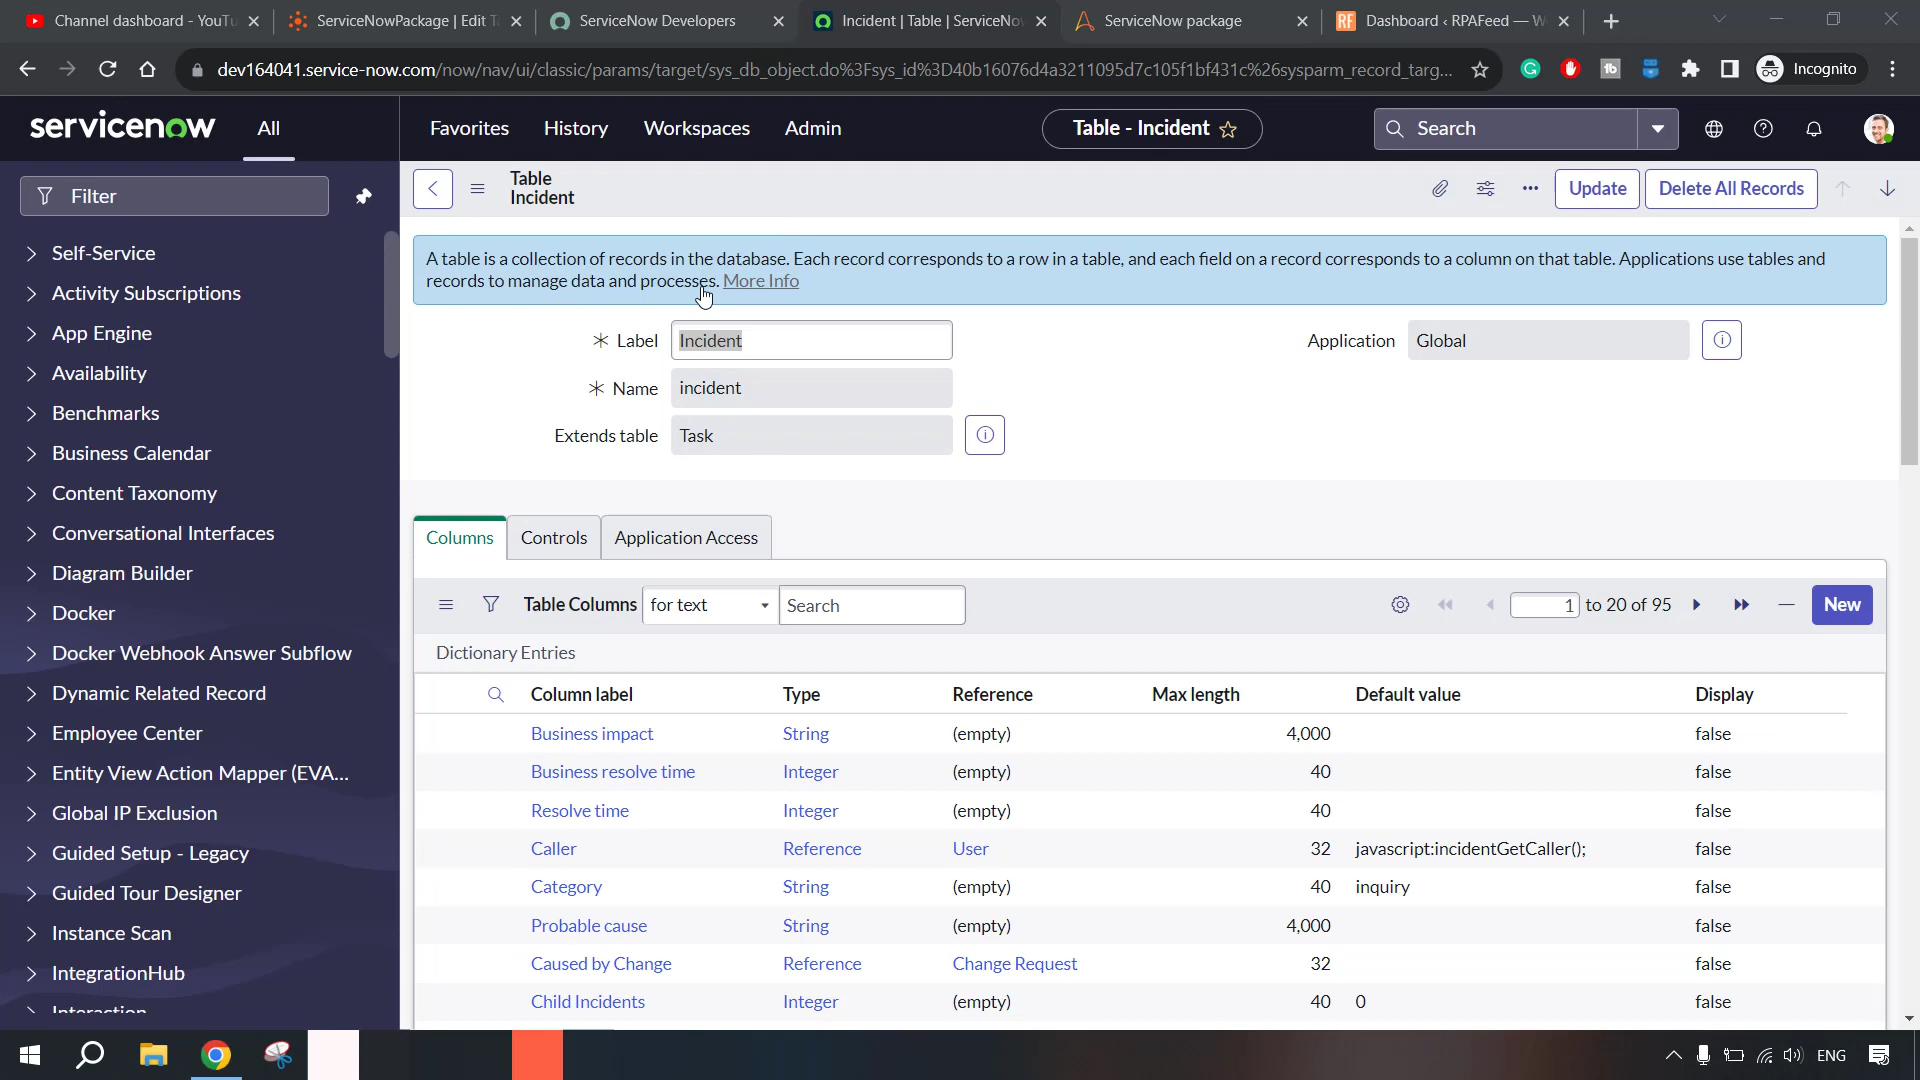 Channel dashboard - YouTu
ServiceNowPackage | Edit T
ServiceNow Developers
Incident | Table | ServiceNo
ServiceNow package
Dashboard ‹ RPAFeed — W
dev164041.service-now.com/now/nav/ui/classic/params/target/sys_db_object.do%3Fsys_id%3D40b16076d4a3211095d7c105f1bf431c%26sysparm_record_targ...
Incognito
servicenow
All
Favorites
History
Workspaces
Admin
Table - Incident
Search
Filter
Self-Service
Activity Subscriptions
App Engine
Availability
Benchmarks
Business Calendar
Content Taxonomy
Conversational Interfaces
Diagram Builder
Docker
Docker Webhook Answer Subflow
Dynamic Related Record
Employee Center
Entity View Action Mapper (EVA...
Global IP Exclusion
Guided Setup - Legacy
Guided Tour Designer
Instance Scan
IntegrationHub
Interaction
Table
Incident
Update
Delete All Records
A table is a collection of records in the database. Each record corresponds to a row in a table, and each field on a record corresponds to a column on that table. Applications use tables and
records to manage data and processes. More Info
Label Incident
Application Global
Name incident
Extends table Task
Columns
Controls
Application Access
Table Columns for text Search 1 to 20 of 95 New
Dictionary Entries
Column label Type Reference Max length Default value Display
Business impact String (empty) 4,000 false
Business resolve time Integer (empty) 40 false
Resolve time Integer (empty) 40 false
Caller Reference User 32 javascript:incidentGetCaller(); false
Category String (empty) 40 inquiry false
Probable cause String (empty) 4,000 false
Caused by Change Reference Change Request 32 false
Child Incidents Integer (empty) 40 0 false
ENG